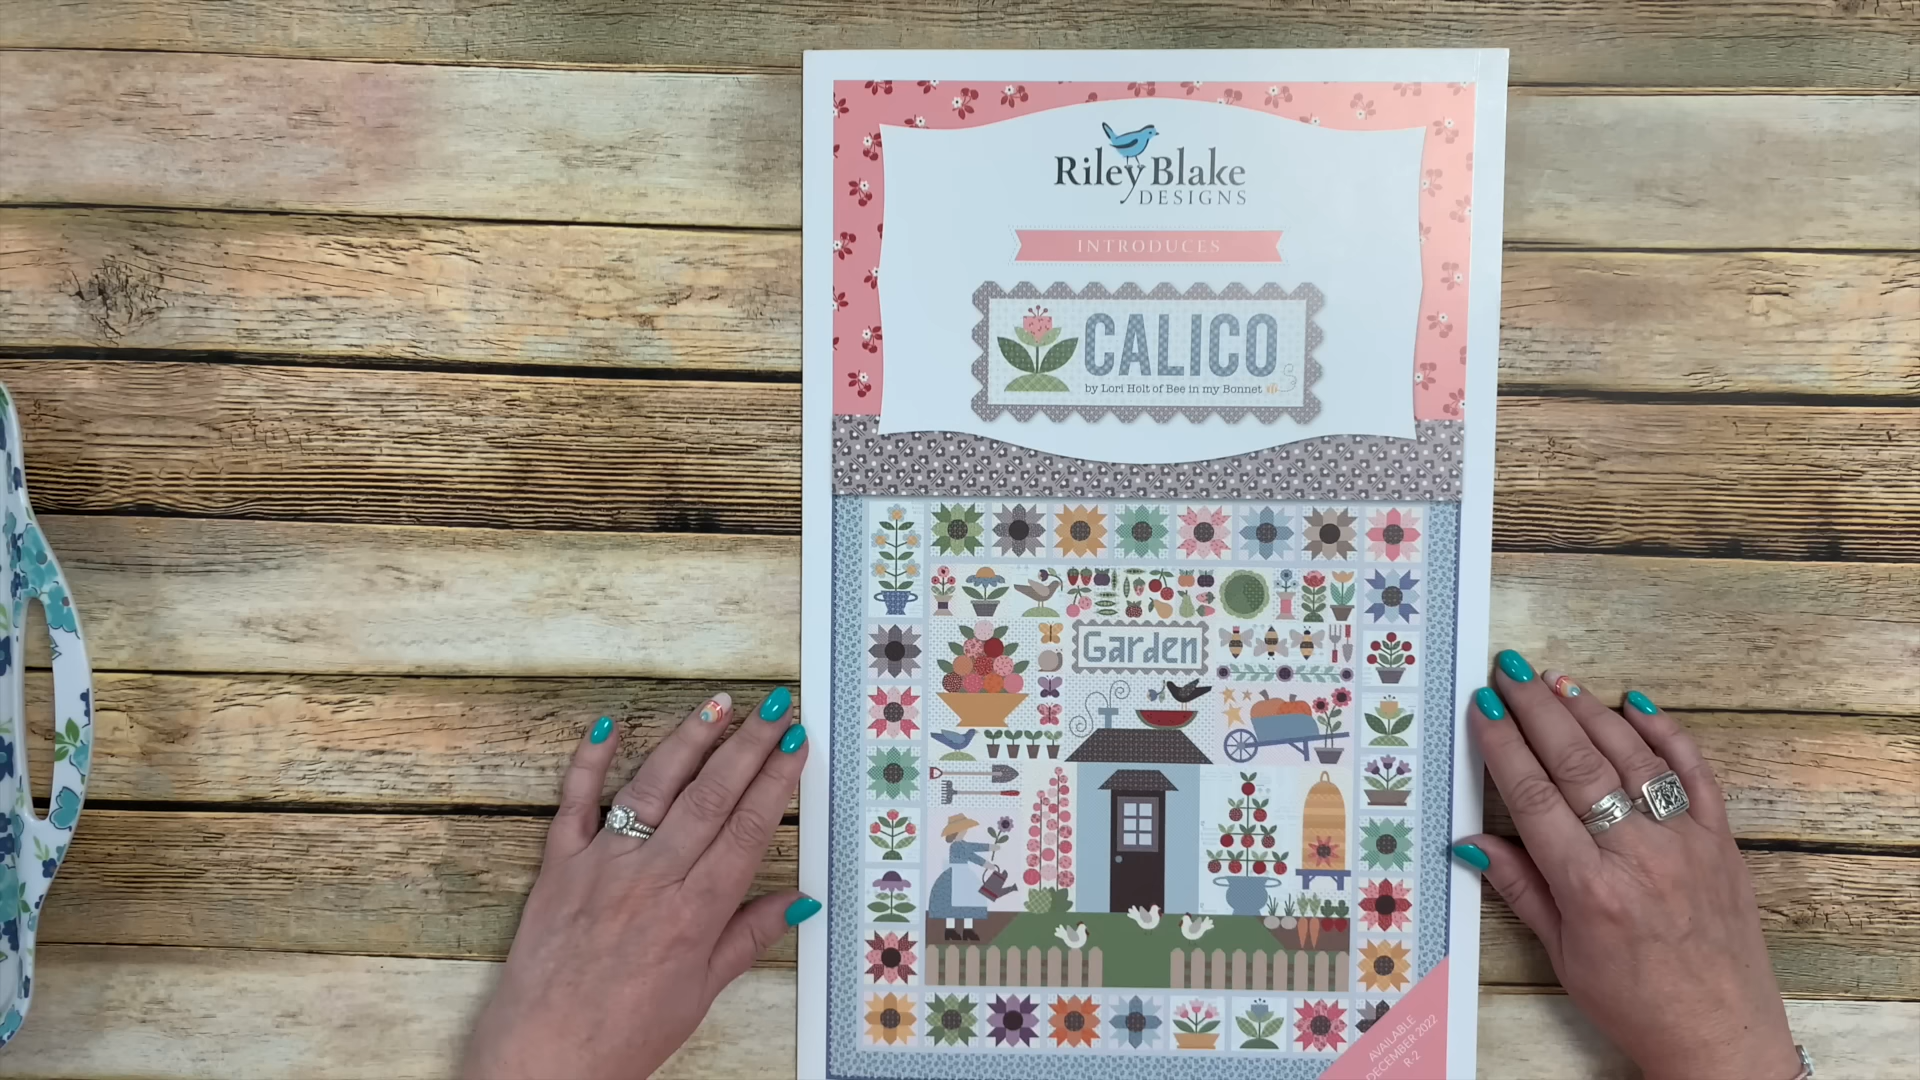 Riley Blake
DESIGNS
INTRODUCES
CALICO
by Lori Holt of Bee in my Bonnet
Garden
AVAILABLE
DECEMBER 2022
R-2